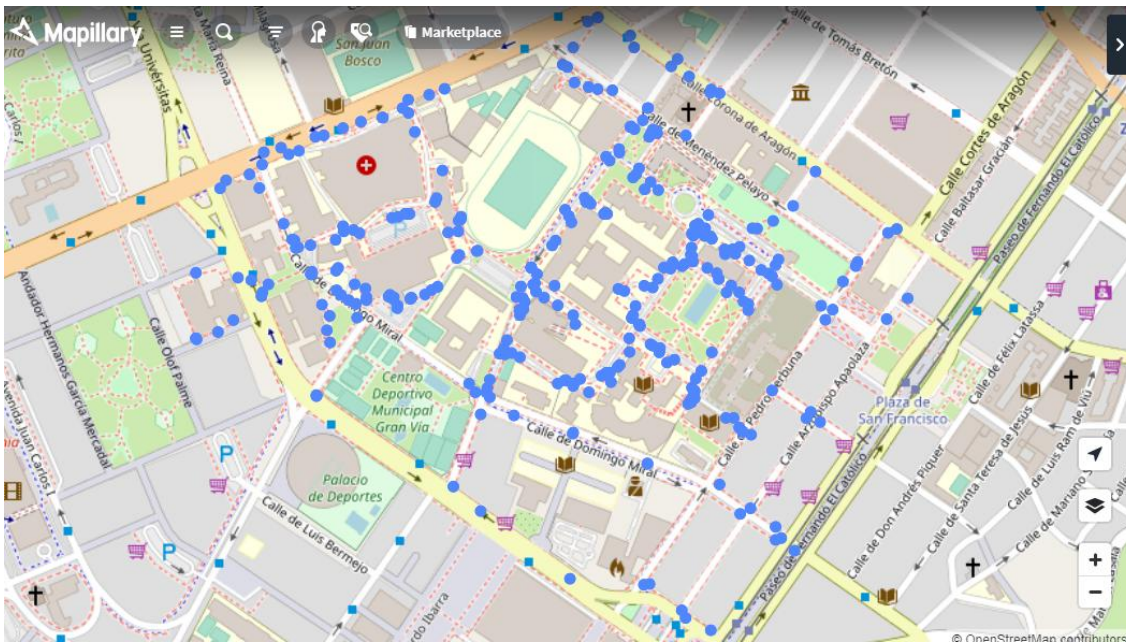 Mapillary
Marketplace
San Juan
Bosco
Calle de Tomás Bretón
Calle Corona de Aragón
Calle de Menéndez Pelayo
Calle Cortes de Aragón
Calle Baltasar Gracián
Paseo de Fernando El Católico
Carlos I
Andador Hermanos García Mercadal
Calle Olof Palme
P
Centro
Deportivo
Municipal
Gran Vía
Calle Arzobispo Apaolaza
Plaza de
San Francisco
Calle de Félix Latassa
Calle de Domingo Miral
Palacio
de Deportes
Calle de Luis Bermejo
P
P
Avenida Juan Carlos I
Paseo de Fernando El Católico
Calle de Don Andrés Piquer
Calle de Santa Teresa de Jesús
Calle de Luis Ram de Viu
© OpenStreetMap contributors